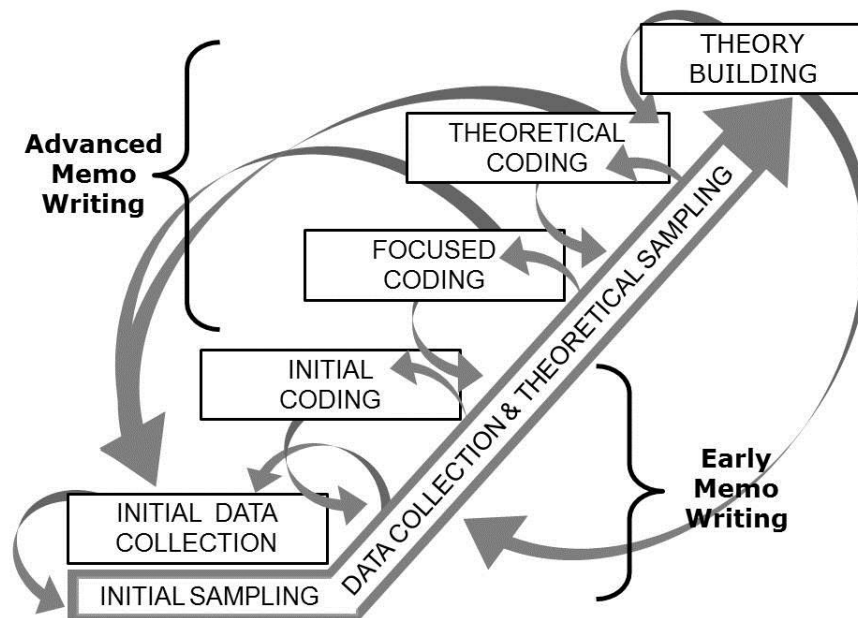 THEORY
BUILDING
Advanced
Memo
Writing
THEORETICAL
CODING
FOCUSED
CODING
INITIAL
CODING
DATA COLLECTION & THEORETICAL SAMPLING
Early
Memo
Writing
INITIAL DATA
COLLECTION
INITIAL SAMPLING